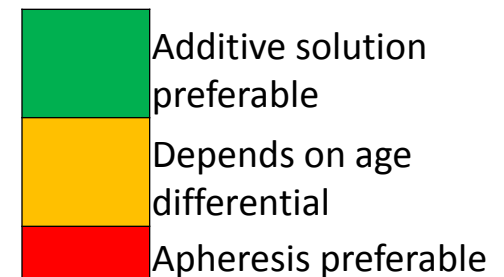 Additive solution
preferable
Depends on age
differential
Apheresis preferable